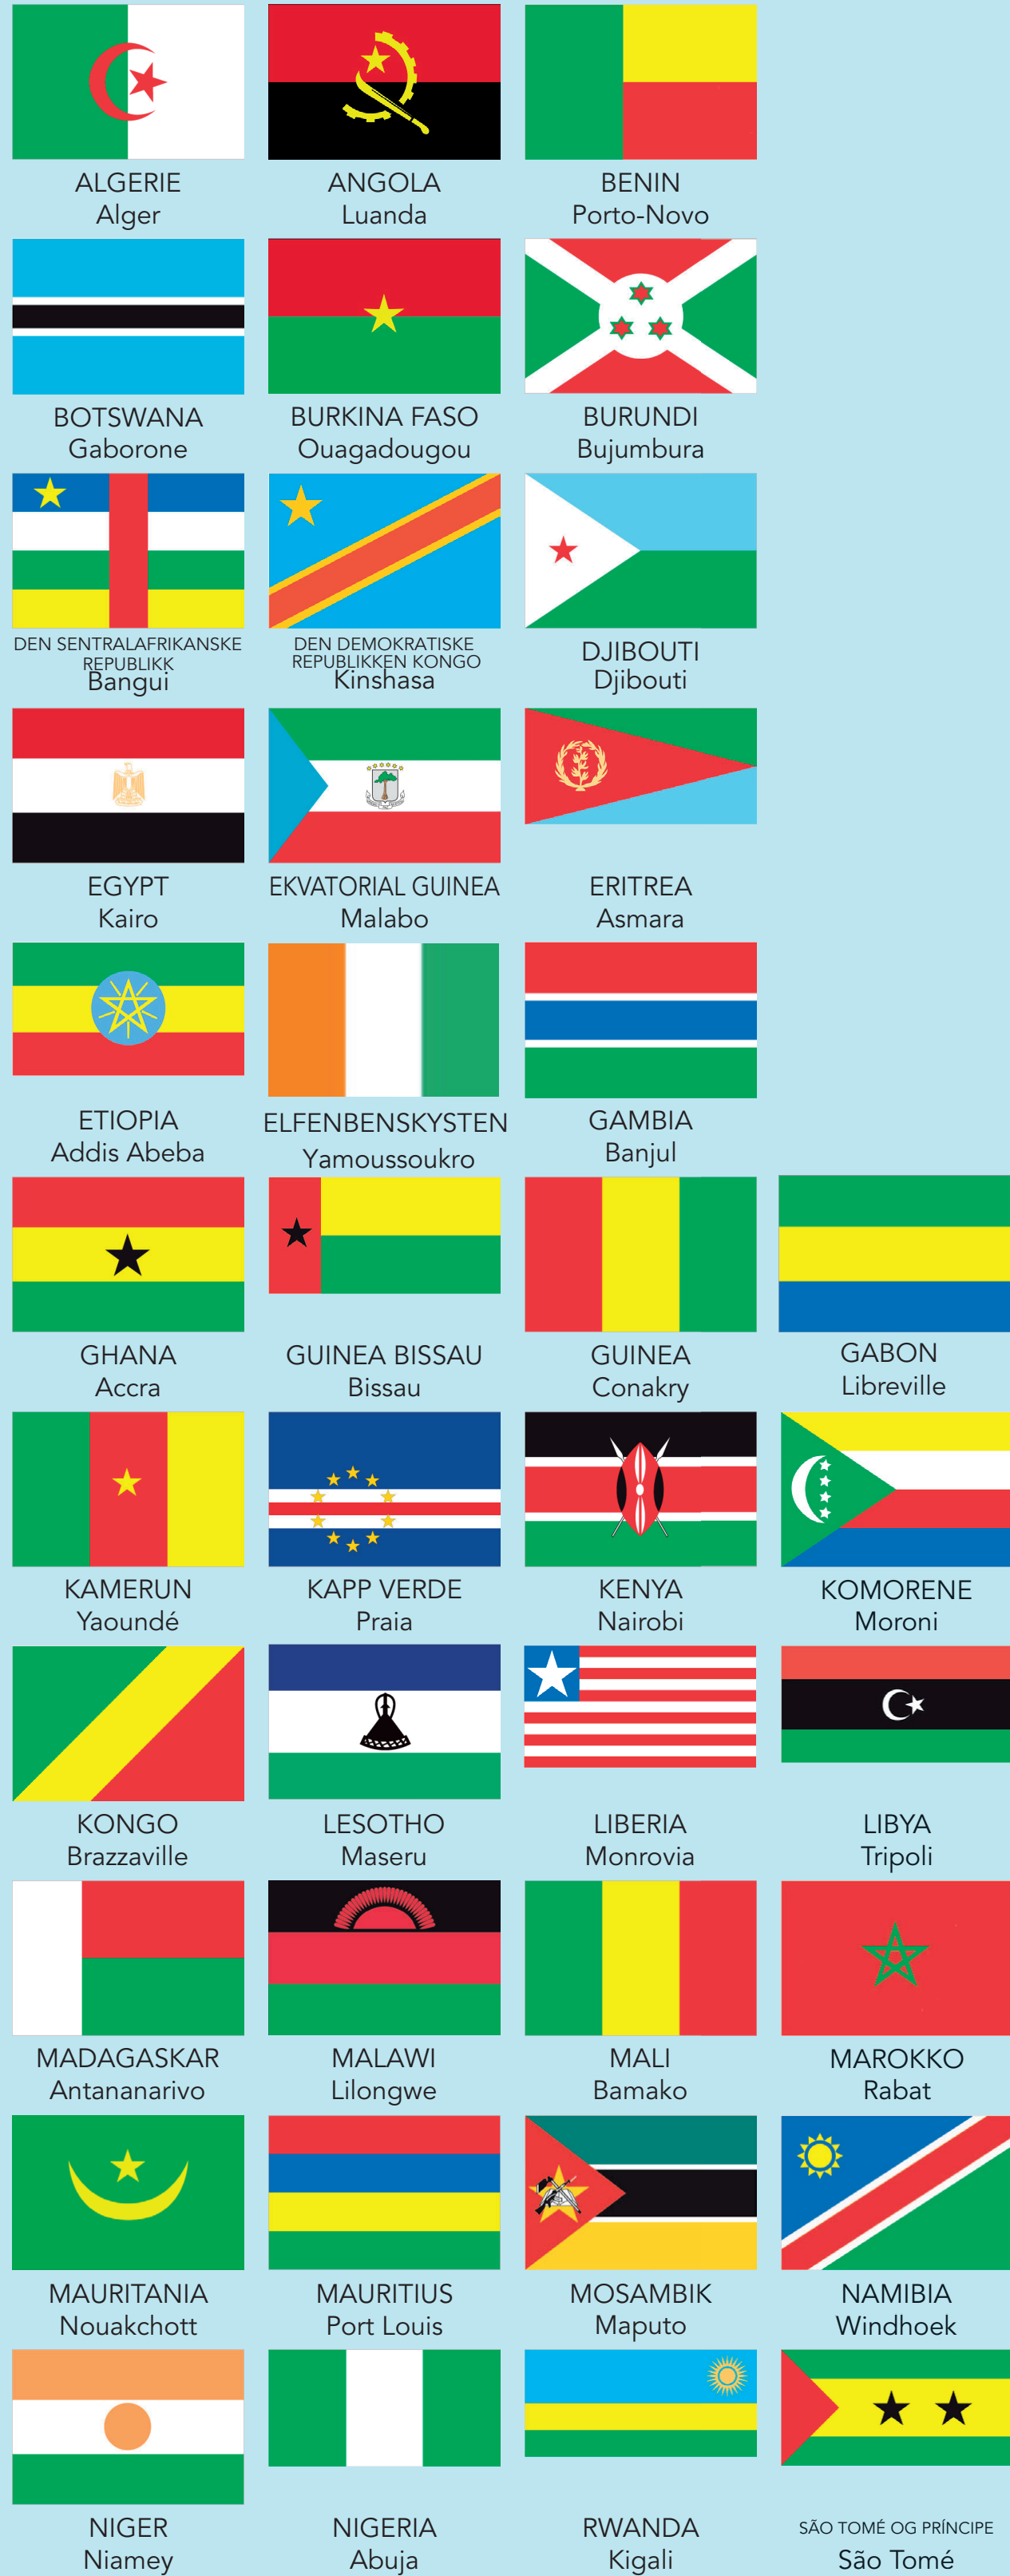 ALGERIE
Alger
ANGOLA
Luanda
BENIN
Porto-Novo
BOTSWANA
Gaborone
BURKINA FASO
Ouagadougou
BURUNDI
Bujumbura
DEN SENTRALAFRIKANSKE
REPUBLIKK
Bangui
DEN DEMOKRATISKE
REPUBLIKKEN KONGO
Kinshasa
DJIBOUTI
Djibouti
EGYPT
Kairo
EKVATORIAL GUINEA
Malabo
ERITREA
Asmara
ETIOPIA
Addis Abeba
ELFENBENSKYSTEN
Yamoussoukro
GAMBIA
Banjul
GHANA
Accra
GUINEA BISSAU
Bissau
GUINEA
Conakry
GABON
Libreville
KAMERUN
Yaoundé
KAPP VERDE
Praia
KENYA
Nairobi
KOMORENE
Moroni
KONGO
Brazzaville
LESOTHO
Maseru
LIBERIA
Monrovia
LIBYA
Tripoli
MADAGASKAR
Antananarivo
MALAWI
Lilongwe
MALI
Bamako
MAROKKO
Rabat
MAURITANIA
Nouakchott
MAURITIUS
Port Louis
MOSAMBIK
Maputo
NAMIBIA
Windhoek
NIGER
Niamey
NIGERIA
Abuja
RWANDA
Kigali
SÃO TOMÉ OG PRÍNCIPE
São Tomé